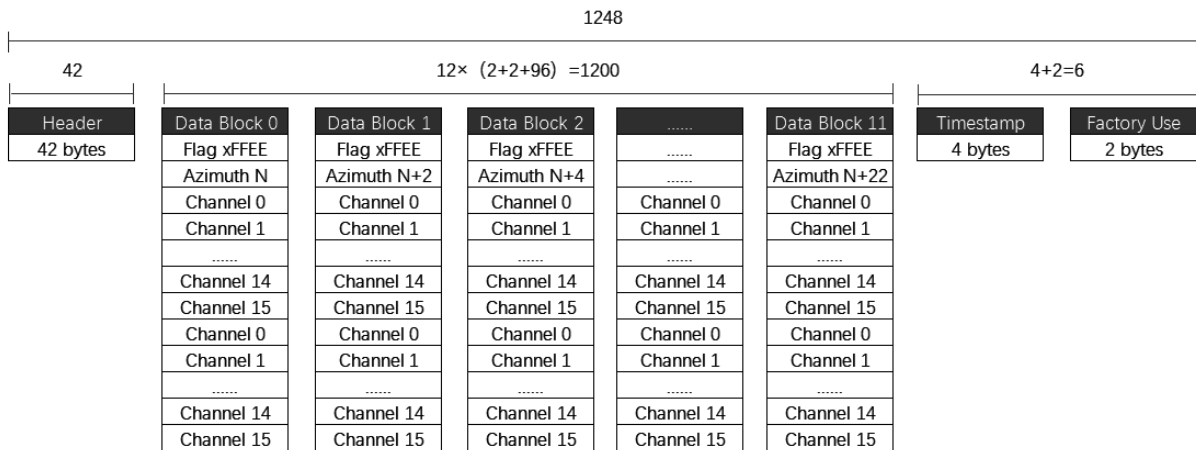 1248
42 12× (2+2+96) =1200 4+2=6
Header Data Block 0 Data Block 1 Data Block 2 ...... Data Block 11 Timestamp Factory Use
42 bytes Flag xFFEE Flag xFFEE Flag xFFEE ...... Flag xFFEE 4 bytes 2 bytes
Azimuth N Azimuth N+2 Azimuth N+4 ...... Azimuth N+22
Channel 0 Channel 0 Channel 0 Channel 0 Channel 0
Channel 1 Channel 1 Channel 1 Channel 1 Channel 1
...... ...... ...... ...... ......
Channel 14 Channel 14 Channel 14 Channel 14 Channel 14
Channel 15 Channel 15 Channel 15 Channel 15 Channel 15
Channel 0 Channel 0 Channel 0 Channel 0 Channel 0
Channel 1 Channel 1 Channel 1 Channel 1 Channel 1
...... ...... ...... ...... ......
Channel 14 Channel 14 Channel 14 Channel 14 Channel 14
Channel 15 Channel 15 Channel 15 Channel 15 Channel 15